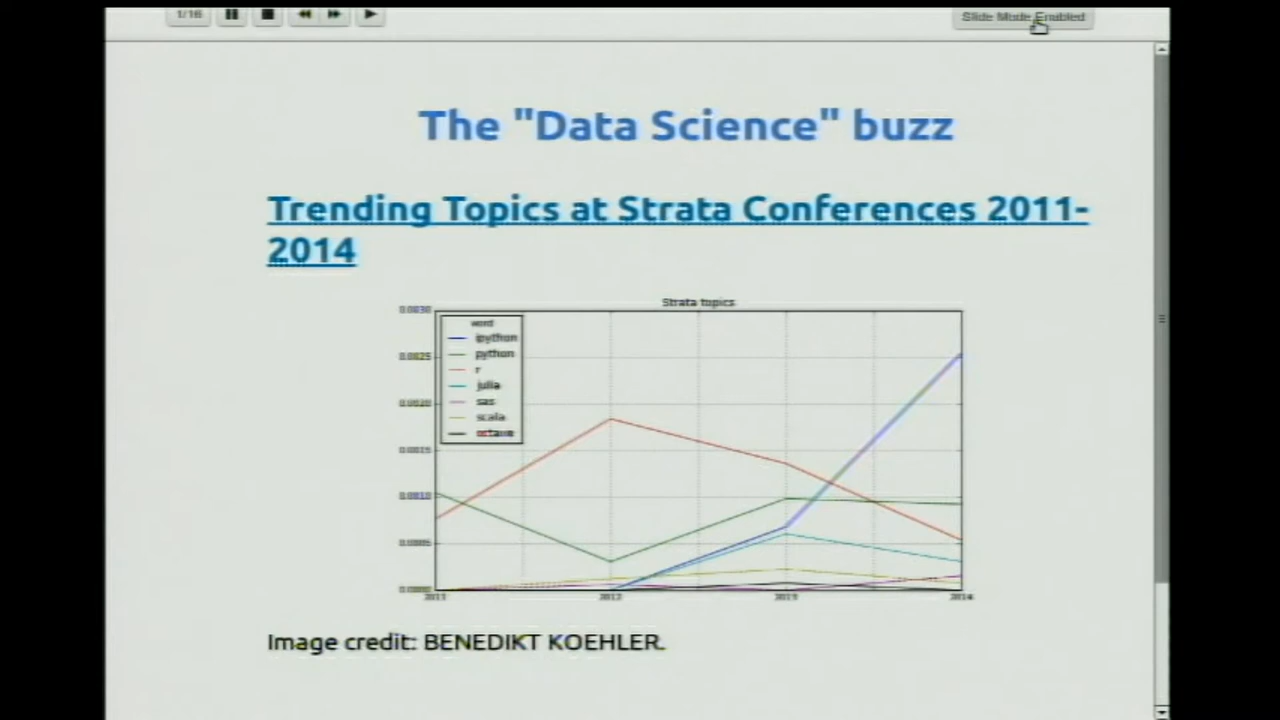 1/16
Slide Mode Enabled
The "Data Science" buzz
Trending Topics at Strata Conferences 2011-
2014
Strata topics
0.0030
0.0025
0.0020
0.0015
0.0010
0.0005
0.0000
word
ipython
python
r
julia
sas
scala
octave
2011
2012
2013
2014
Image credit: BENEDIKT KOEHLER.